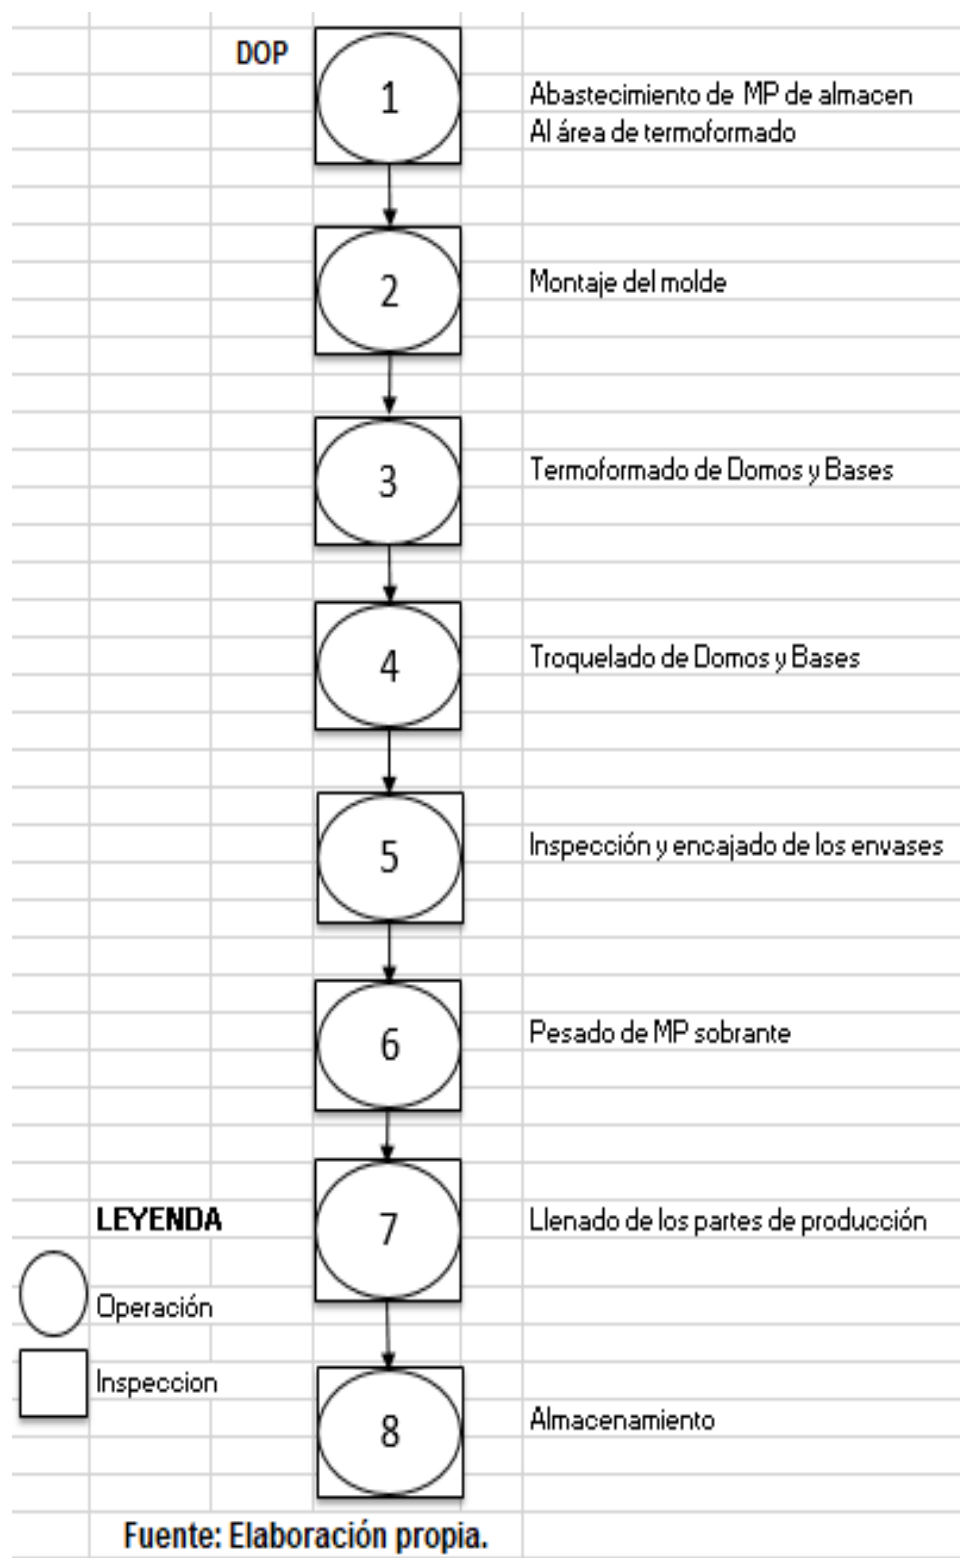 DOP
1
Abastecimiento de MP de almacen
Al área de termoformado
2
Montaje del molde
3
Termoformado de Domos y Bases
4
Troquelado de Domos y Bases
5
Inspección y encajado de los envases
6
Pesado de MP sobrante
7
Llenado de los partes de producción
LEYENDA
Operación
Inspeccion
8
Almacenamiento
Fuente: Elaboración propia.